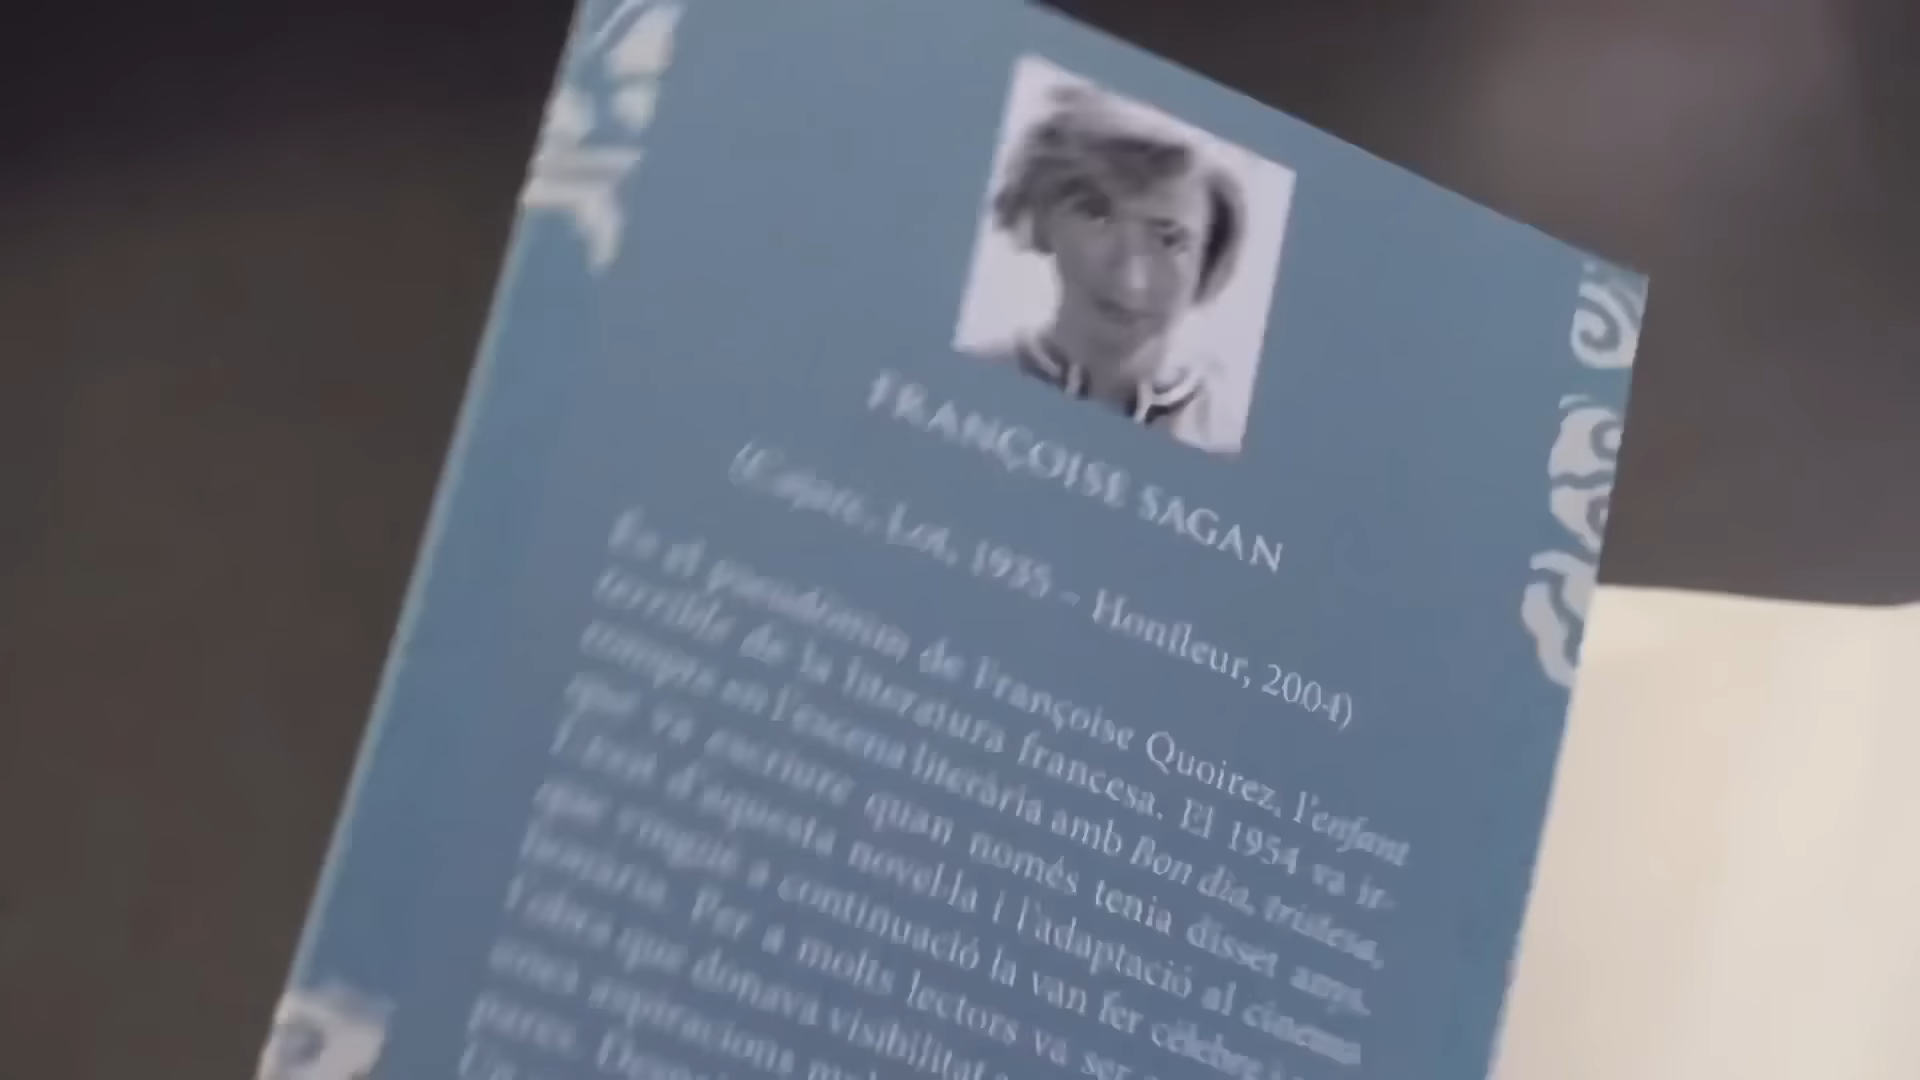 FRANÇOISE SAGAN
(Cajarc, Lot, 1935 – Honfleur, 2004)
És el pseudònim de Françoise Quoirez, l'enfant
terrible de la literatura francesa. El 1954 va ir-
rompre en l'escena literària amb Bon dia, tristesa,
que va escriure quan només tenia disset anys.
L'èxit d'aquesta novel·la i l'adaptació al cinema
que vingué a continuació la van fer cèlebre i
Per a molts lectors va ser
l'obra que donava visibilitat a
unes aspiracions
pares.